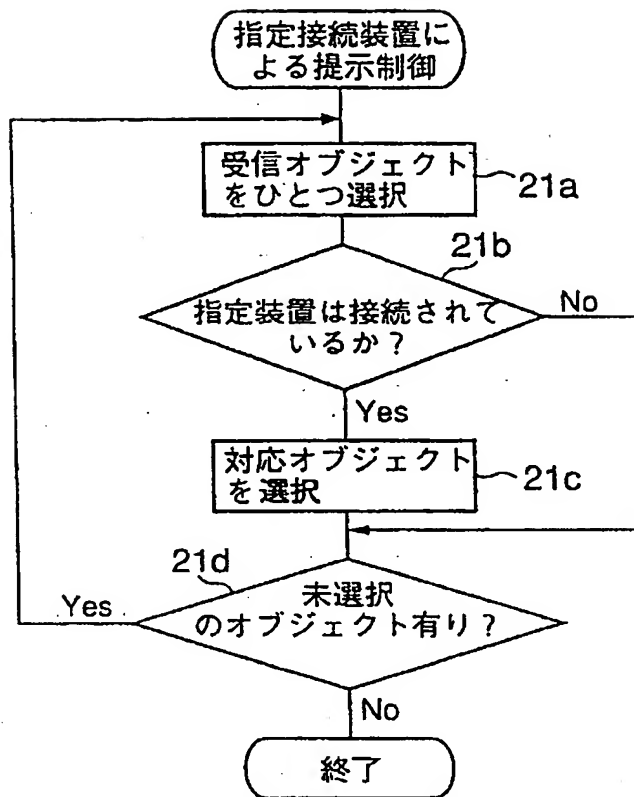 指定接続装置に
よる提示制御
受信オブジェクト
をひとつ選択
21a
21b
指定装置は接続されて
いるか？
No
Yes
対応オブジェクト
を選択
21c
21d
未選択
のオブジェクト有り？
Yes
No
終了